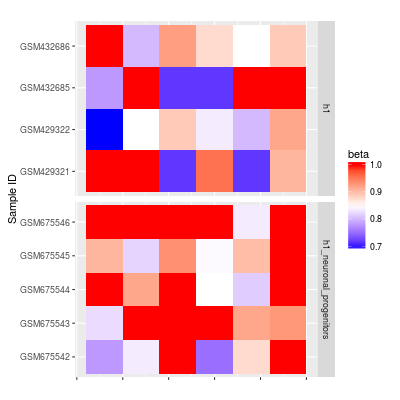 Sample ID
GSM432686
GSM432685
GSM429322
GSM429321
h1
GSM675546
GSM675545
GSM675544
GSM675543
GSM675542
h1_neuronal_progenitors
beta
1.0
0.9
0.8
0.7